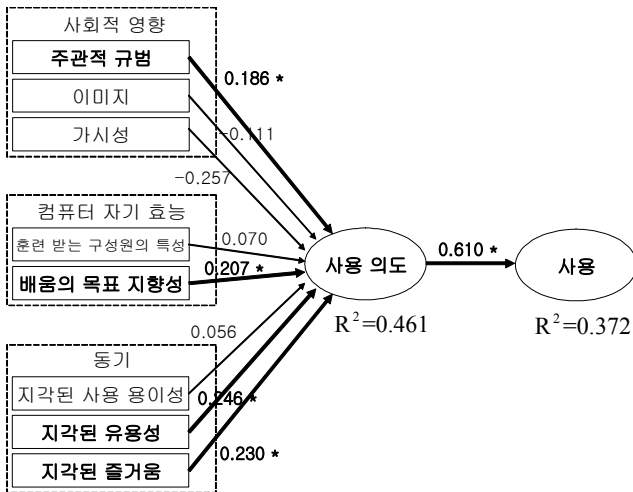 사회적 영향
주관적 규범
0.186 *
이미지
-0.111
가시성
-0.257
컴퓨터 자기 효능
훈련 받는 구성원의 특성
0.070
배움의 목표 지향성
0.207 *
사용 의도
0.610 *
사용
R²=0.461
R²=0.372
0.056
동기
지각된 사용 용이성
0.246 *
지각된 유용성
지각된 즐거움
0.230 *